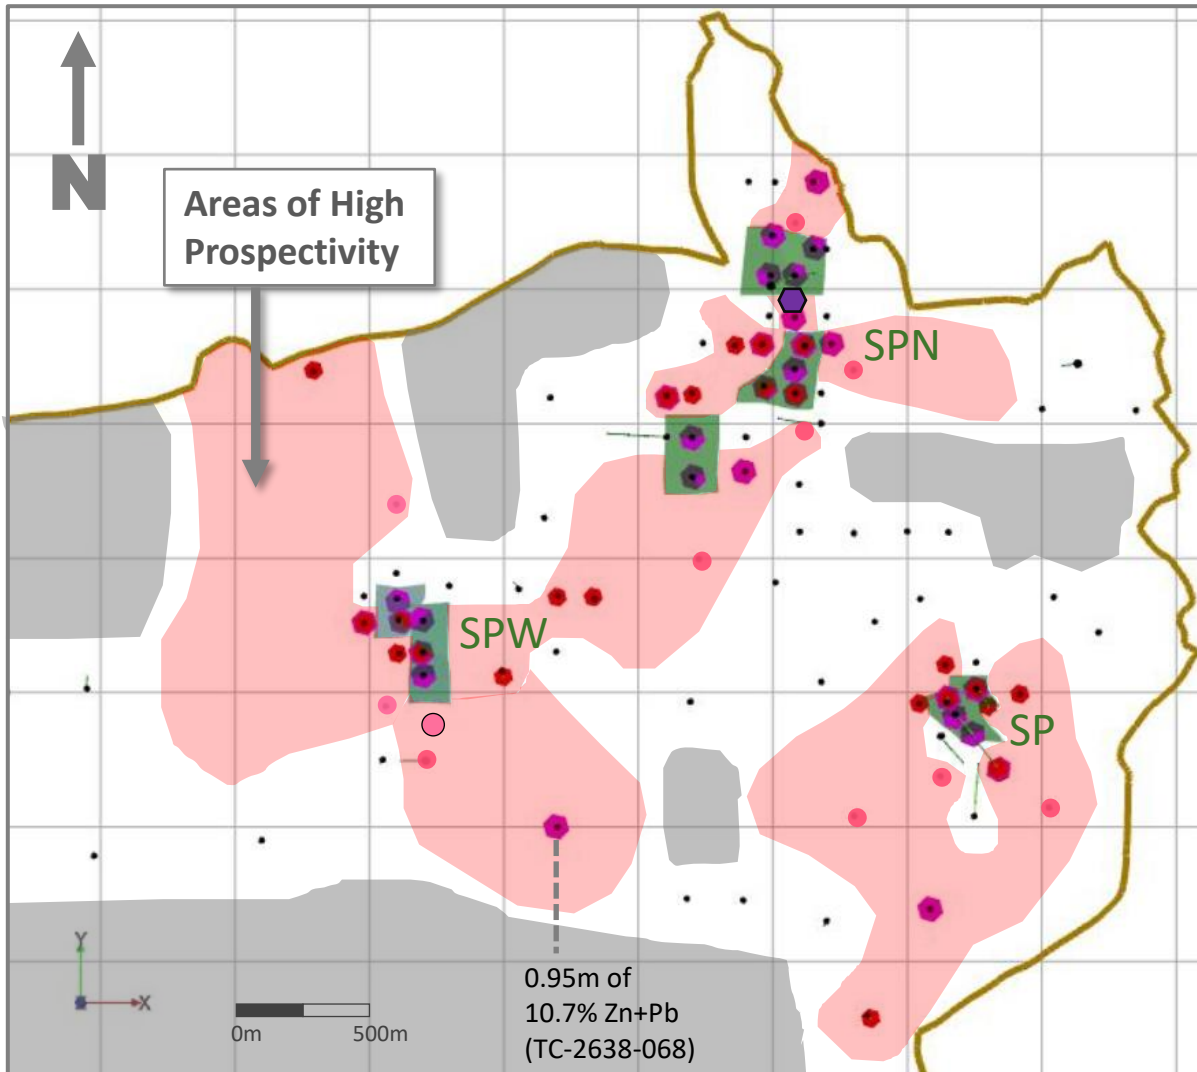 N
Areas of High
Prospectivity
SPN
SPW
SP
Y
X
0m 500m
0.95m of
10.7% Zn+Pb
(TC-2638-068)